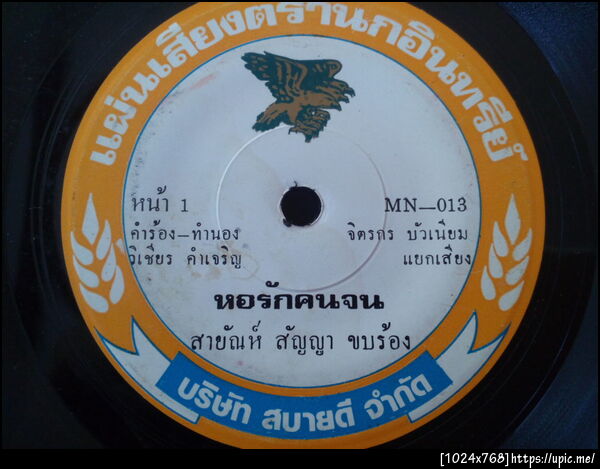 แผ่นเสียงตรานกอินทรีย์
หน้า 1 MN—013
คำร้อง—ทำนอง จิตรกร บัวเนียม
วิเชียร คำเจริญ แยกเสียง
หอรักคนจน
สายัณห์ สัญญา ขบร้อง
บริษัท สบายดี จำกัด
[1024x768]https://upic.me/